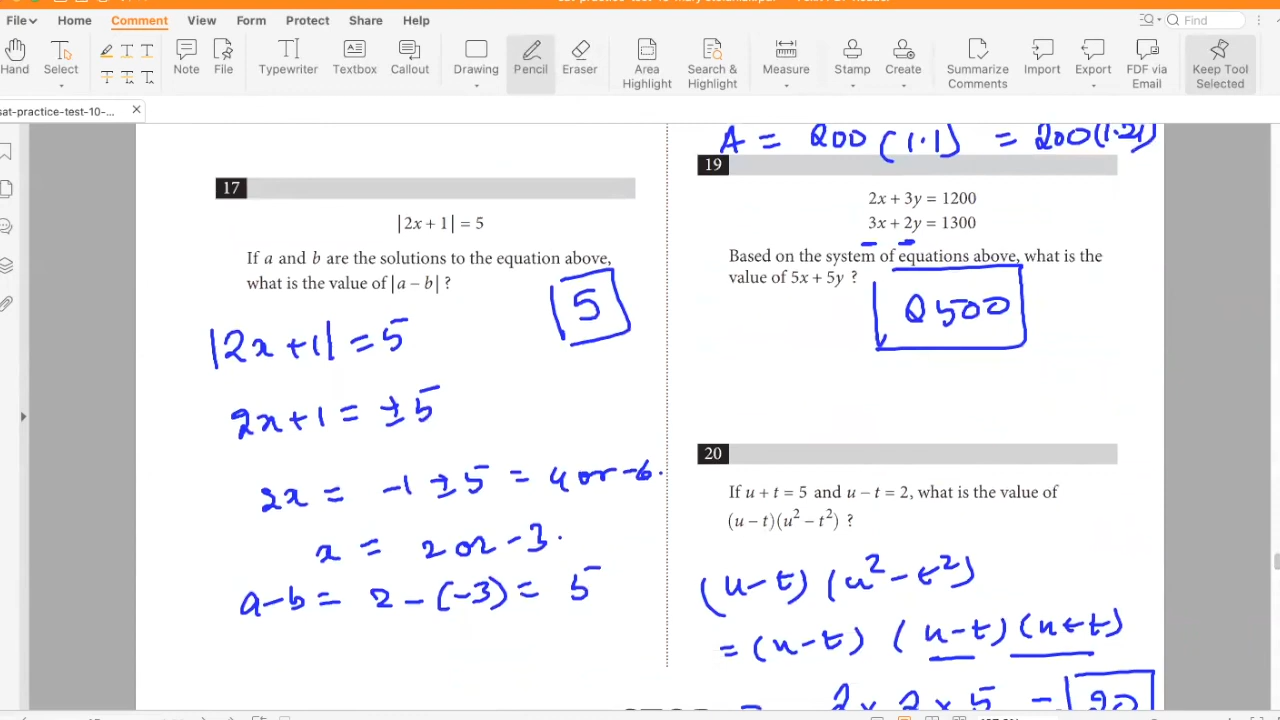 File Home Comment View Form Protect Share Help Find
Hand Select Note File Typewriter Textbox Callout Drawing Pencil Eraser Area Highlight Search & Highlight Measure Stamp Create Summarize Comments Import Export PDF via Email Keep Tool Selected
sat-practice-test-10-...
A = 200 (1.1) = 200(1.21)
17
|2x + 1| = 5
If a and b are the solutions to the equation above,
what is the value of |a – b| ?
5
|2x+1| = 5
2x+1 = ±5
2x = -1 ± 5 = 4 or -6.
x = 2 or -3.
a-b = 2 - (-3) = 5
19
2x + 3y = 1200
3x + 2y = 1300
Based on the system of equations above, what is the
value of 5x + 5y ?
2500
20
If u + t = 5 and u – t = 2, what is the value of
(u – t)(u² – t²) ?
(u-t) (u²-t²)
= (u-t) (u-t) (u+t)
= 2 x 2 x 5 = 20